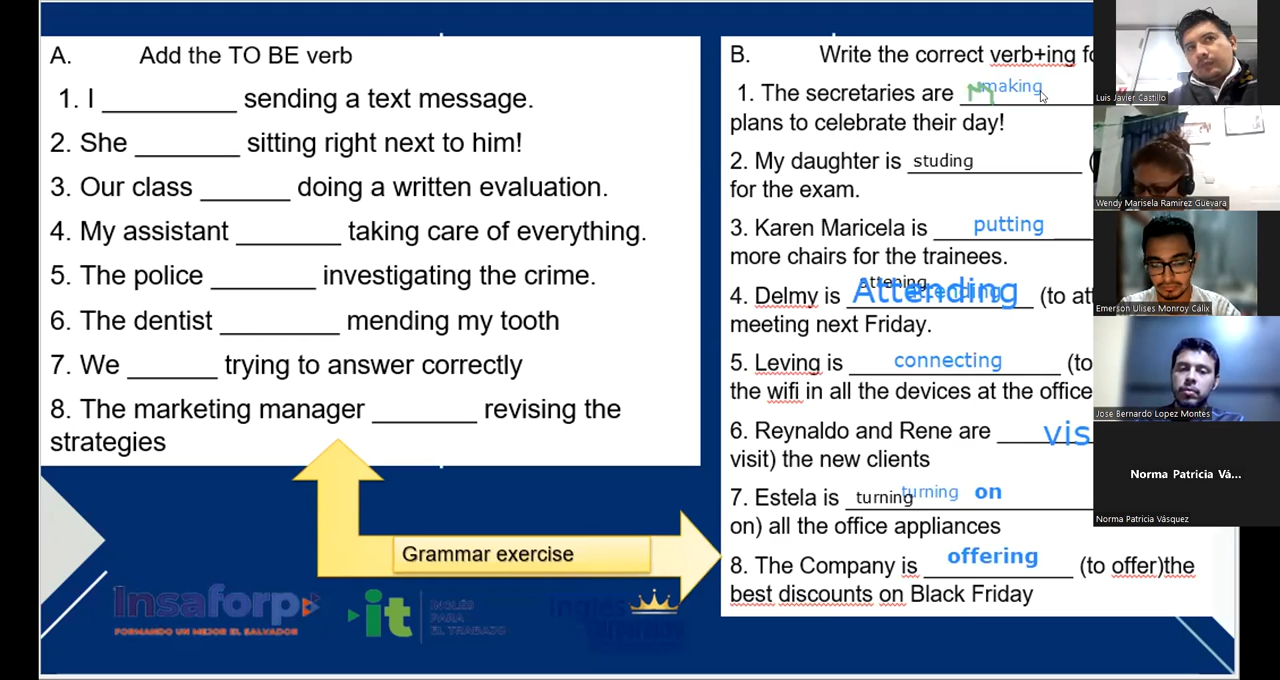 A. Add the TO BE verb
1. I __________ sending a text message.
2. She ________ sitting right next to him!
3. Our class ______ doing a written evaluation.
4. My assistant ________ taking care of everything.
5. The police ________ investigating the crime.
6. The dentist _________ mending my tooth
7. We ______ trying to answer correctly
8. The marketing manager ________ revising the
strategies
Grammar exercise
Insaforp
FORMANDO UN MEJOR EL SALVADOR
it
INGLÉS
PARA
EL TRABAJO
B. Write the correct verb+ing
1. The secretaries are making
plans to celebrate their day!
2. My daughter is studing
for the exam.
3. Karen Maricela is putting
more chairs for the trainees.
4. Delmy is Attending (to
meeting next Friday.
5. Leving is connecting (to
the wifi in all the devices at the office
6. Reynaldo and Rene are vis
visit) the new clients
7. Estela is turning turning on
on) all the office appliances
8. The Company is offering (to offer)the
best discounts on Black Friday
Luis Javier Castillo
Wendy Marisela Ramirez Guevara
Emerson Ulises Monroy Cálix
Jose Bernardo Lopez Montes
Norma Patricia Vá...
Norma Patricia Vásquez